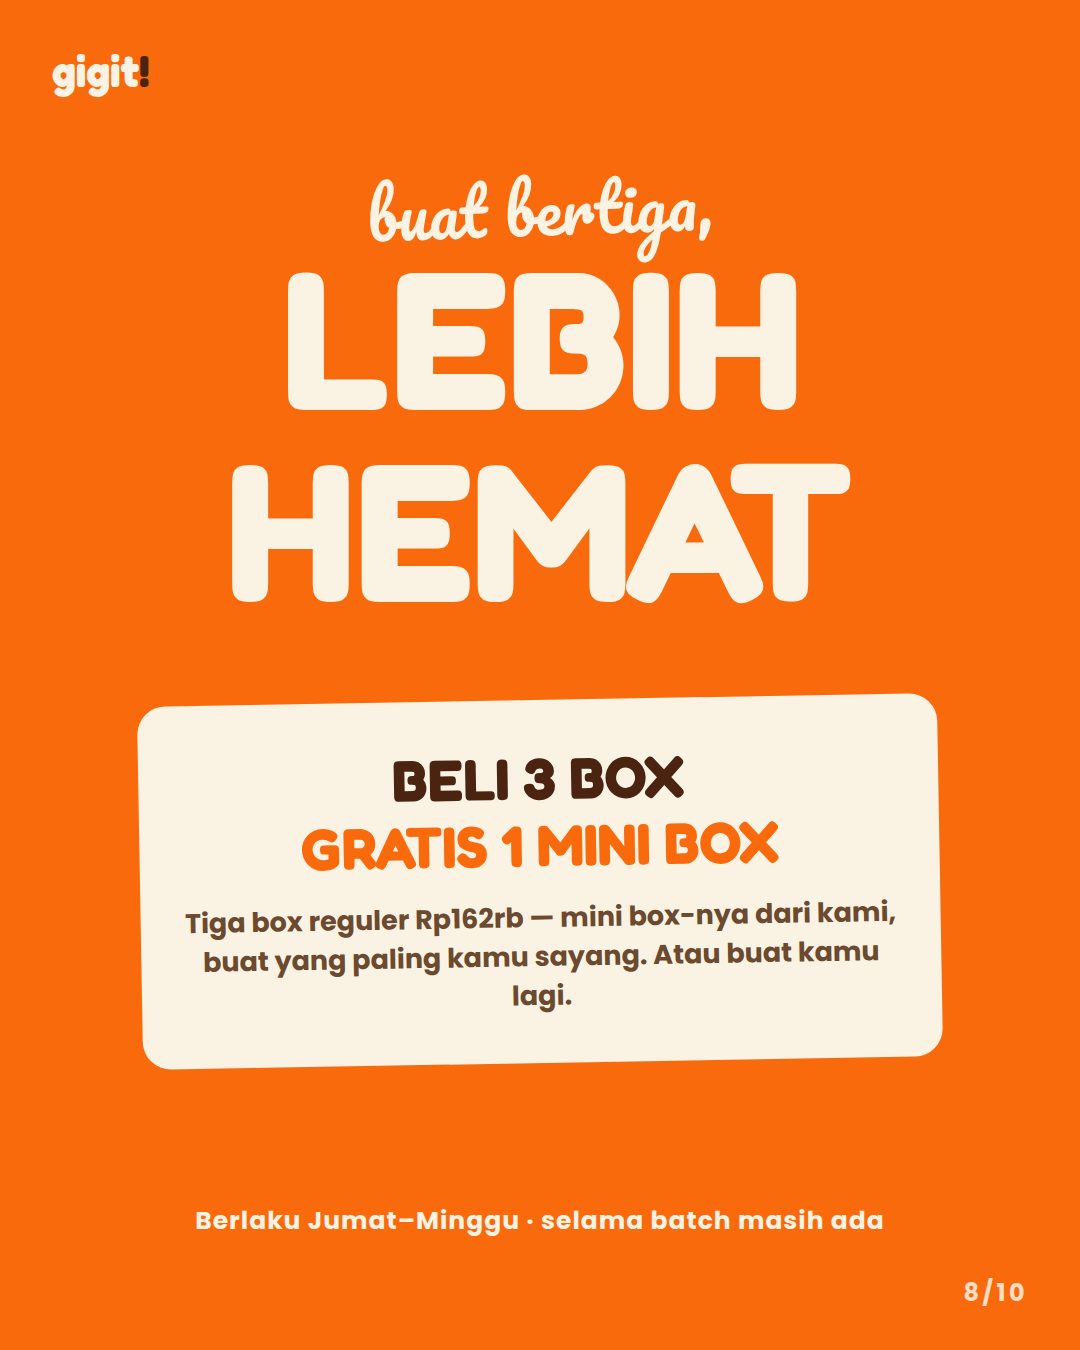 gigit!
buat bertiga,
LEBIH
HEMAT
BELI 3 BOX
GRATIS 1 MINI BOX
Tiga box reguler Rp162rb — mini box-nya dari kami,
buat yang paling kamu sayang. Atau buat kamu
lagi.
Berlaku Jumat–Minggu · selama batch masih ada
8/10